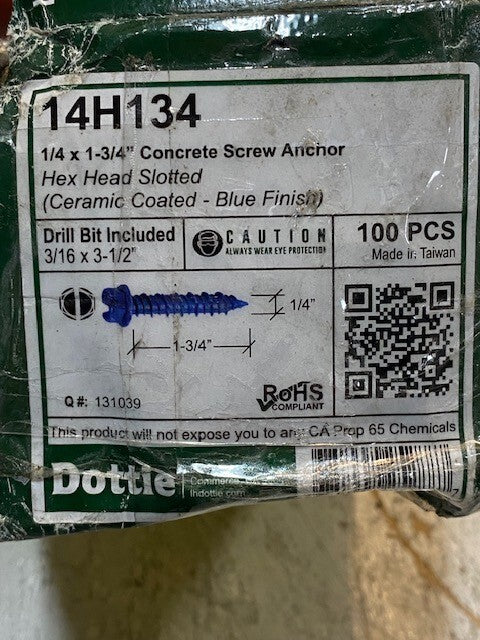 14H134
1/4 x 1-3/4" Concrete Screw Anchor
Hex Head Slotted
(Ceramic Coated - Blue Finish)
Drill Bit Included
3/16 x 3-1/2"
CAUTION
ALWAYS WEAR EYE PROTECTION
100 PCS
Made in Taiwan
1/4"
1-3/4"
Q#: 131039
RoHS
COMPLIANT
This product will not expose you to any CA Prop 65 Chemicals
Dottie
lhdottie.com